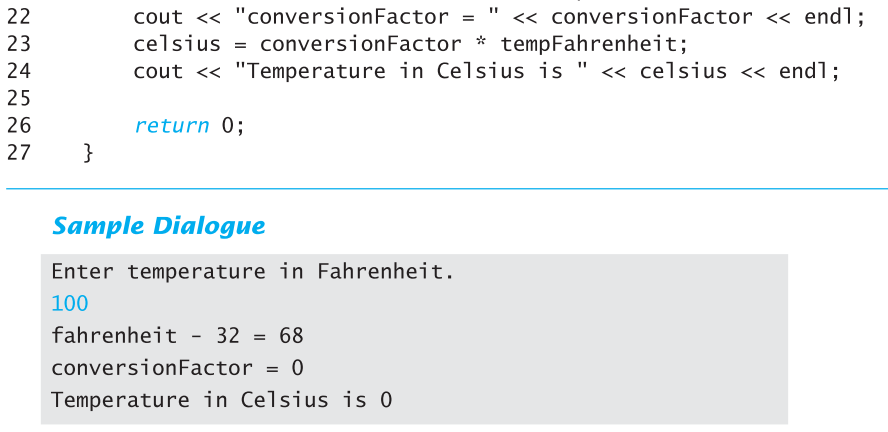 22 cout << "conversionFactor = " << conversionFactor << endl;
23 celsius = conversionFactor * tempFahrenheit;
24 cout << "Temperature in Celsius is " << celsius << endl;
25
26 return 0;
27 }
Sample Dialogue
Enter temperature in Fahrenheit.
100
fahrenheit - 32 = 68
conversionFactor = 0
Temperature in Celsius is 0